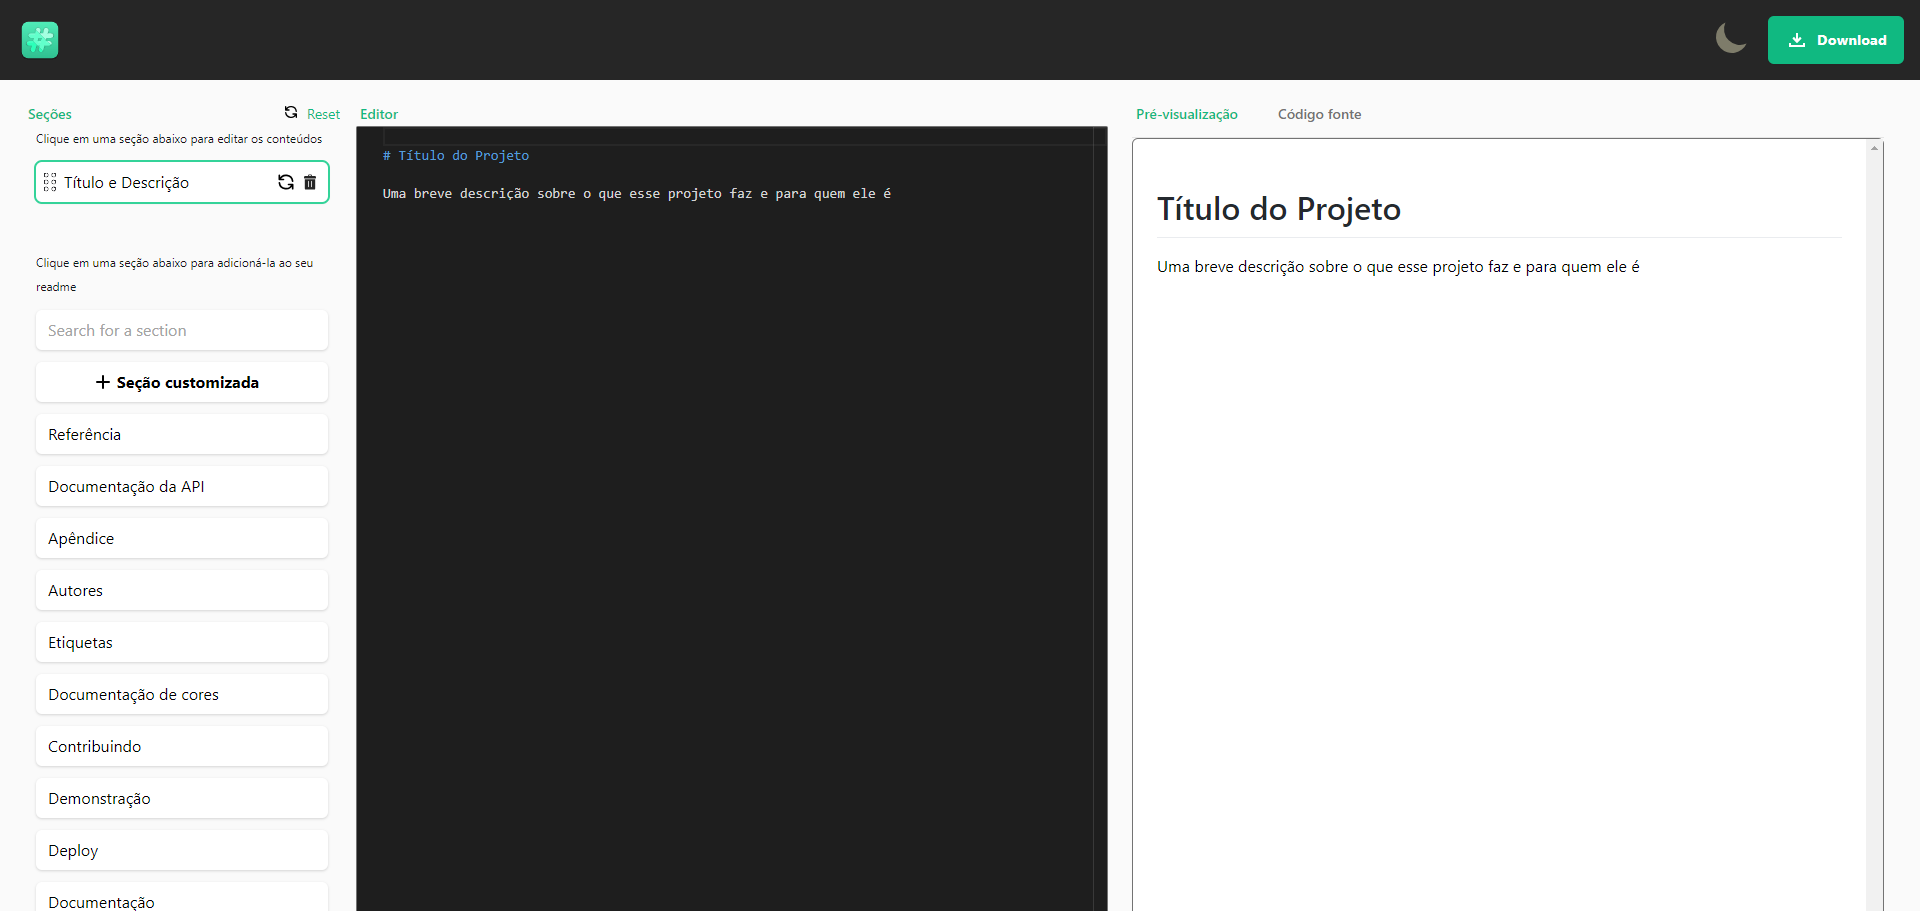 Download
Seções
Reset
Clique em uma seção abaixo para editar os conteúdos
Título e Descrição
Clique em uma seção abaixo para adicioná-la ao seu
readme
Search for a section
Seção customizada
Referência
Documentação da API
Apêndice
Autores
Etiquetas
Documentação de cores
Contribuindo
Demonstração
Deploy
Documentação
Editor
# Título do Projeto
Uma breve descrição sobre o que esse projeto faz e para quem ele é
Pré-visualização
Código fonte
Título do Projeto
Uma breve descrição sobre o que esse projeto faz e para quem ele é